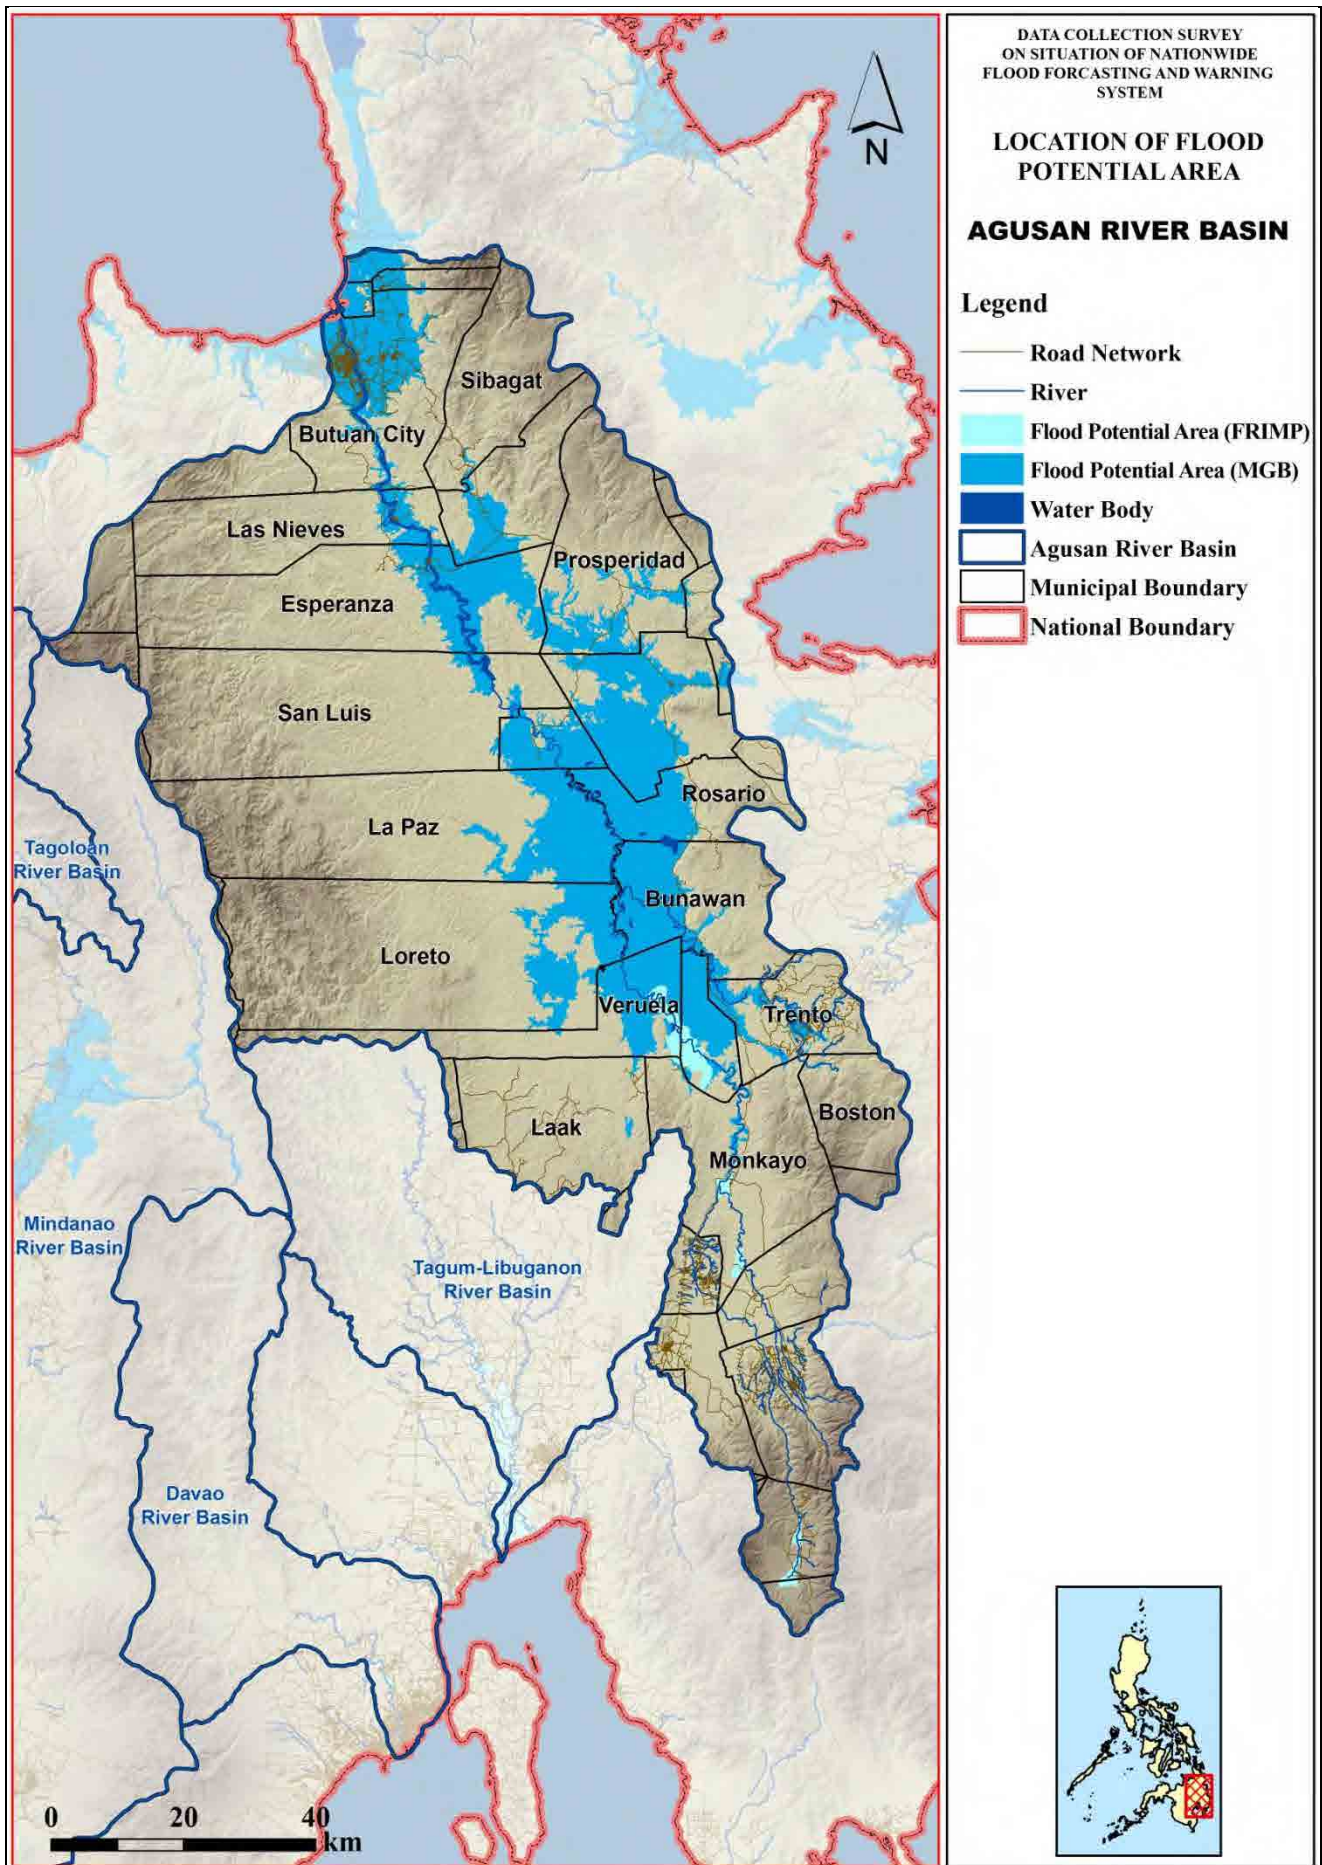 DATA COLLECTION SURVEY
ON SITUATION OF NATIONWIDE
FLOOD FORCASTING AND WARNING
SYSTEM
LOCATION OF FLOOD
POTENTIAL AREA
AGUSAN RIVER BASIN
Legend
Road Network
River
Flood Potential Area (FRIMP)
Flood Potential Area (MGB)
Water Body
Agusan River Basin
Municipal Boundary
National Boundary
N
Sibagat
Butuan City
Las Nieves
Prosperidad
Esperanza
San Luis
Rosario
La Paz
Tagoloan
River Basin
Bunawan
Loreto
Veruela
Trento
Boston
Laak
Monkayo
Mindanao
River Basin
Tagum-Libuganon
River Basin
Davao
River Basin
0 20 40
km